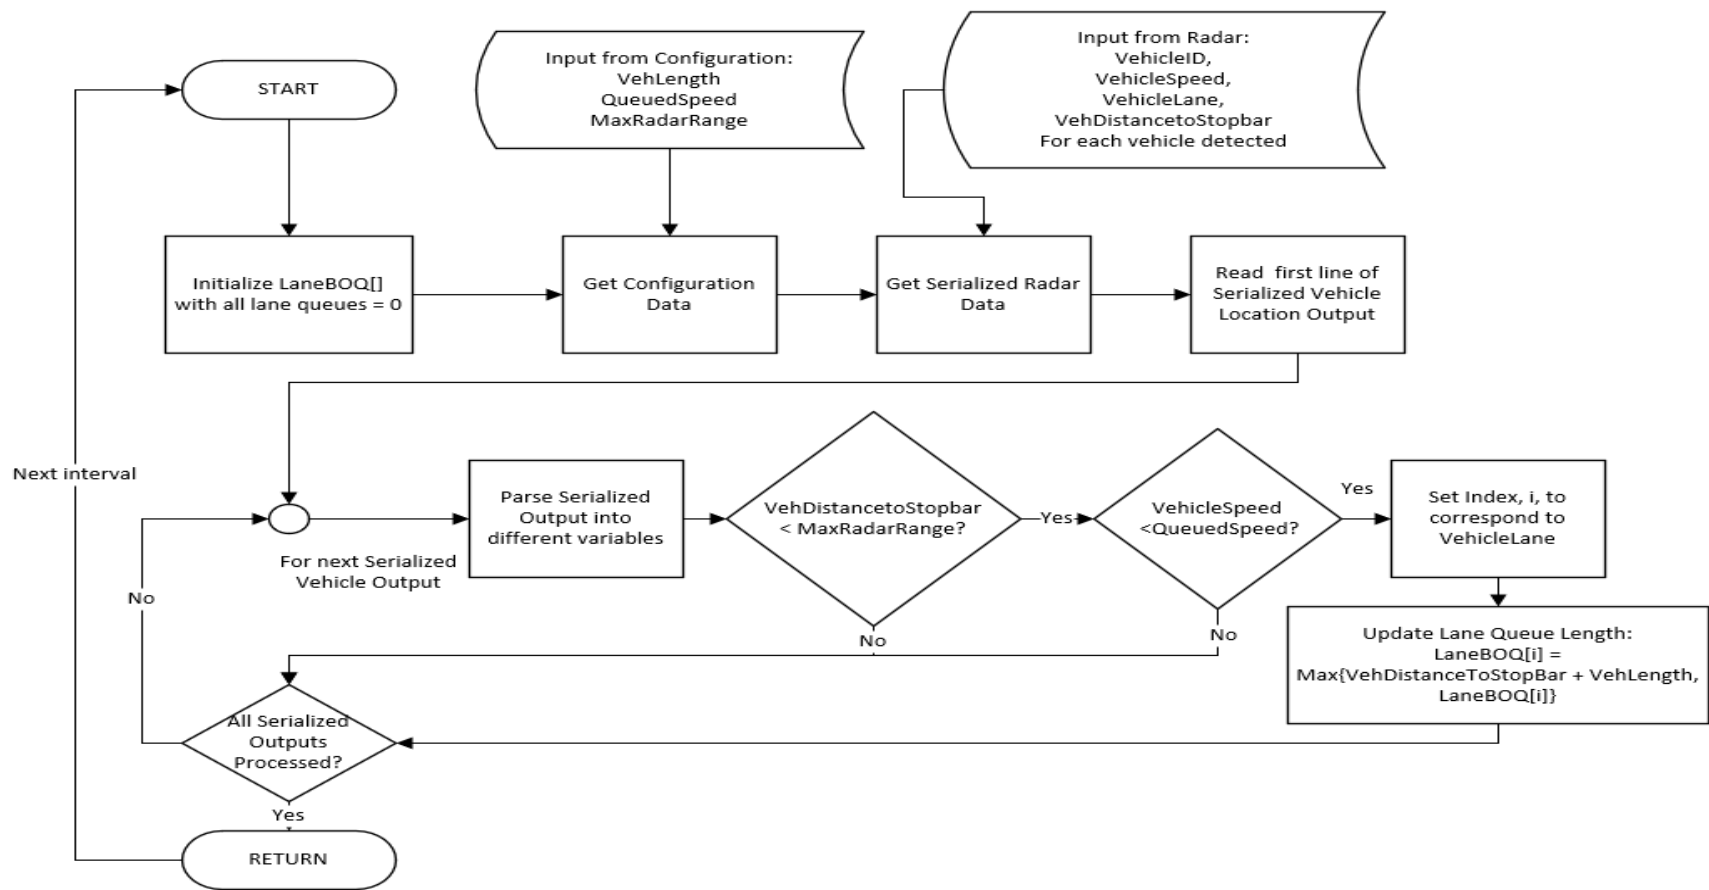 START
Input from Configuration:
VehLength
QueuedSpeed
MaxRadarRange
Input from Radar:
VehicleID,
VehicleSpeed,
VehicleLane,
VehDistancetoStopbar
For each vehicle detected
Initialize LaneBOQ[]
with all lane queues = 0
Get Configuration
Data
Get Serialized Radar
Data
Read first line of
Serialized Vehicle
Location Output
Next interval
For next Serialized
Vehicle Output
Parse Serialized
Output into
different variables
VehDistancetoStopbar
< MaxRadarRange?
Yes
VehicleSpeed
<QueuedSpeed?
Yes
Set Index, i, to
correspond to
VehicleLane
No
No
No
Update Lane Queue Length:
LaneBOQ[i] =
Max{VehDistanceToStopBar + VehLength,
LaneBOQ[i]}
All Serialized
Outputs
Processed?
Yes
RETURN